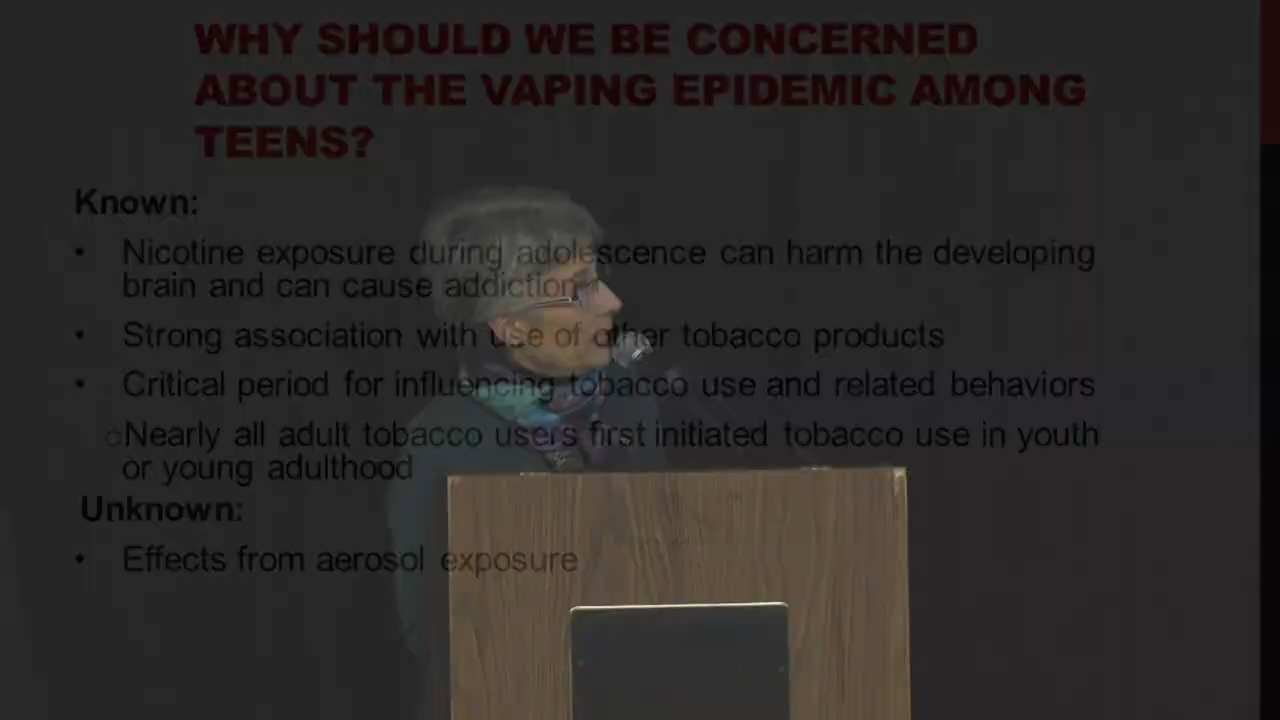 WHY SHOULD WE BE CONCERNED
ABOUT THE VAPING EPIDEMIC AMONG
TEENS?
Known:
• Nicotine exposure during adolescence can harm the developing
brain and can cause addiction
• Strong association with use of other tobacco products
• Critical period for influencing tobacco use and related behaviors
○Nearly all adult tobacco users first initiated tobacco use in youth
or young adulthood
Unknown:
• Effects from aerosol exposure